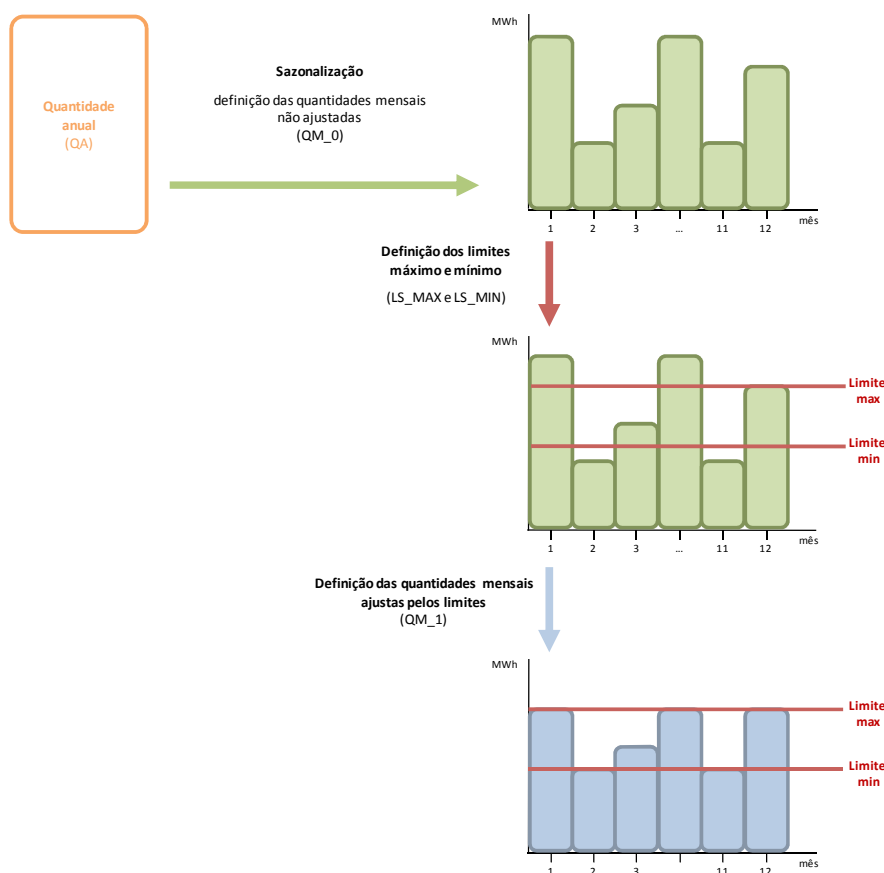 MWh
Sazonalização
definição das quantidades mensais
não ajustadas
(QM_0)
Quantidade
anual
(QA)
mês
1 2 3 ... 11 12
Definição dos limites
máximo e mínimo
(LS_MAX e LS_MIN)
MWh
Limite
max
Limite
min
mês
1 2 3 ... 11 12
Definição das quantidades mensais
ajustas pelos limites
(QM_1)
MWh
Limite
max
Limite
min
mês
1 2 3 11 12